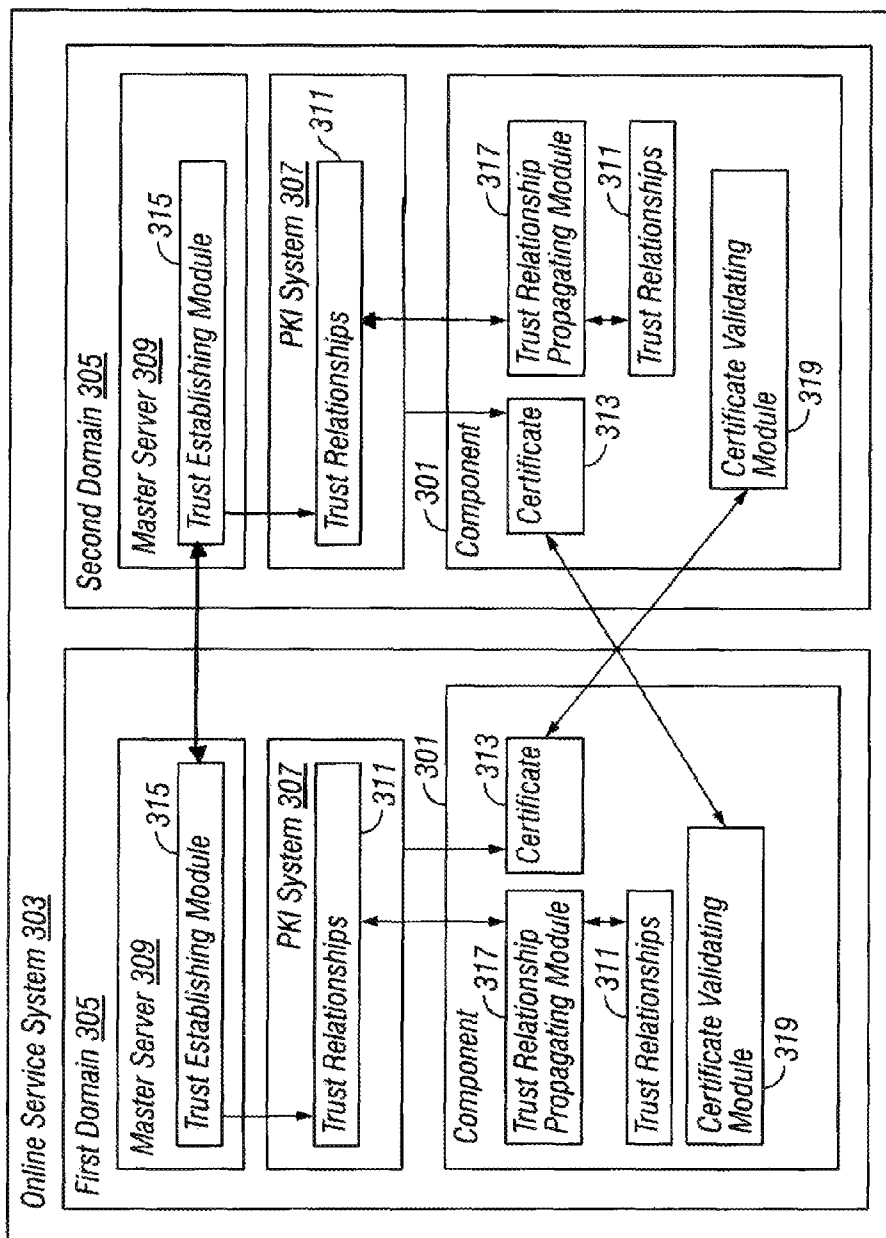 Online Service System 303
First Domain 305
Master Server 309
315
Trust Establishing Module
PKI System 307
Trust Relationships
311
301
Component
317
Trust Relationship
Propagating Module
313
Certificate
311
Trust Relationships
Certificate Validating
Module
319
Second Domain 305
Master Server 309
315
Trust Establishing Module
PKI System 307
311
Trust Relationships
301
Component
Certificate
313
317
Trust Relationship
Propagating Module
311
Trust Relationships
Certificate Validating
Module
319